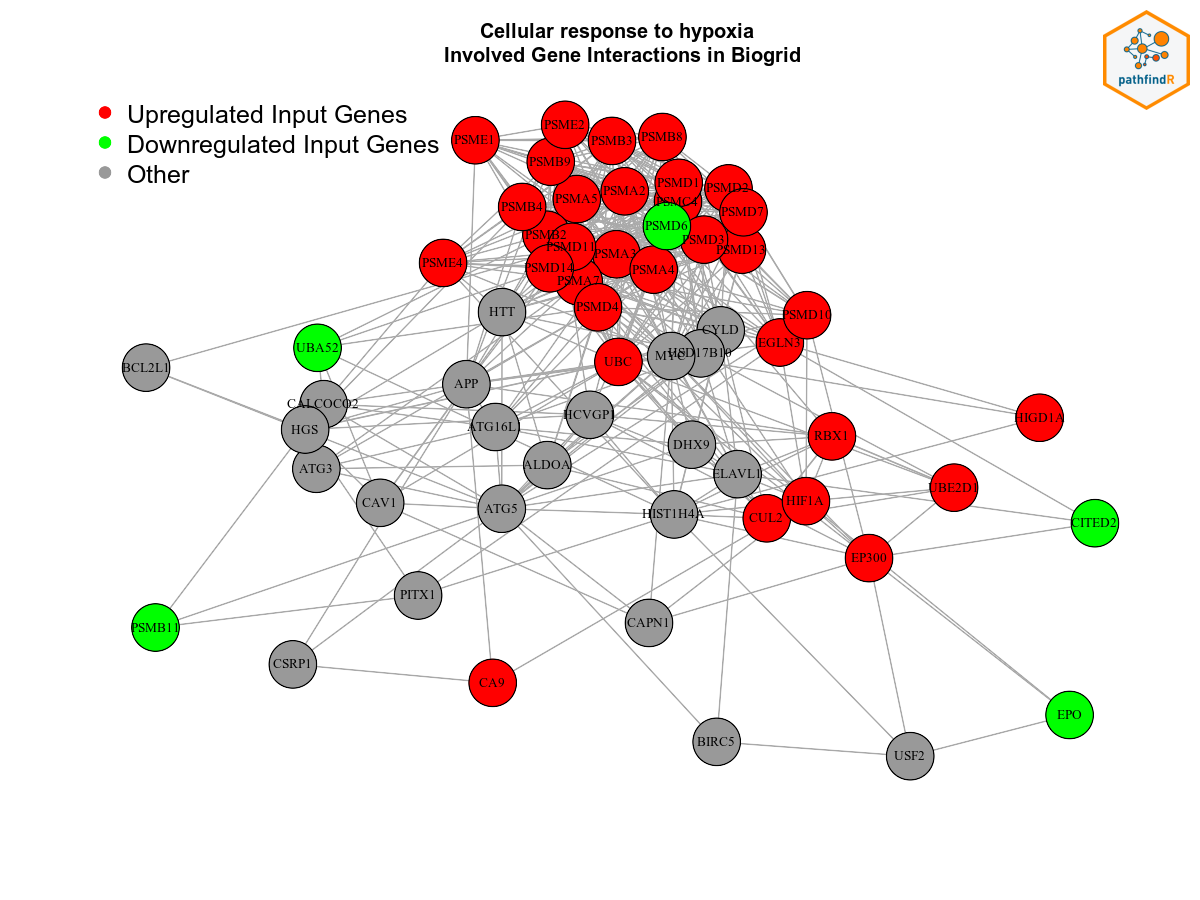 Cellular response to hypoxia
Involved Gene Interactions in Biogrid
pathfindR
Upregulated Input Genes
Downregulated Input Genes
Other
PSME1
PSME2
PSMB3
PSMB8
PSMB9
PSMA5
PSMA2
PSMD1
PSMC4
PSMD2
PSMD7
PSMB4
PSMB2
PSMD11
PSMD6
PSMD3
PSMD13
PSME4
PSMD14
PSMA7
PSMA3
PSMA4
PSMD4
HTT
PSMD10
CYLD
EGLN3
UBA52
BCL2L1
UBC
MYC
HSD17B10
APP
CALCOCO2
HCVGP1
HIGD1A
HGS
ATG16L
RBX1
DHX9
ATG3
ALDOA
ELAVL1
UBE2D1
CAV1
ATG5
HIST1H4A
CUL2
HIF1A
CITED2
EP300
PITX1
PSMB11
CAPN1
CSRP1
CA9
EPO
BIRC5
USF2